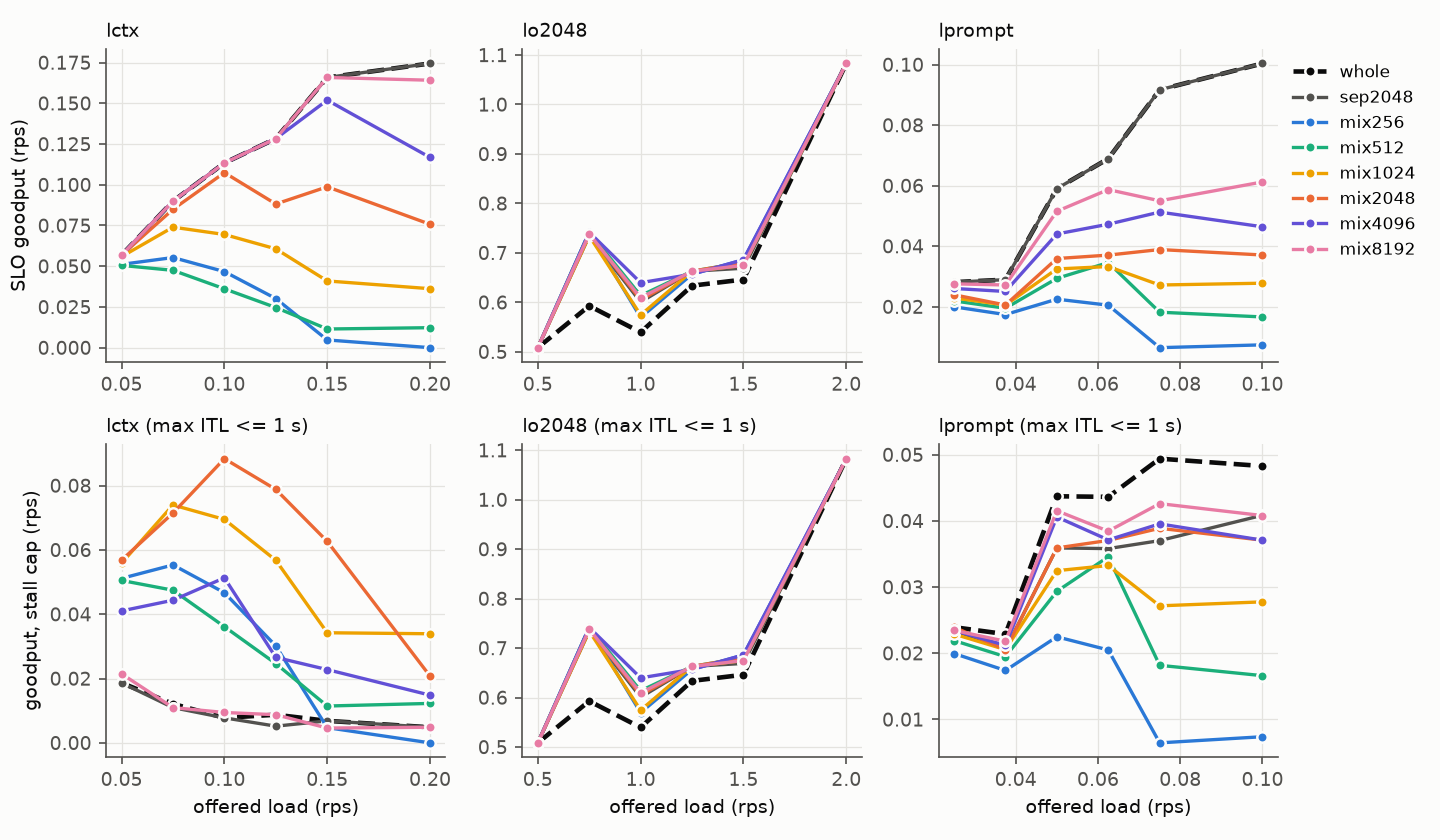 lctx
lo2048
lprompt
SLO goodput (rps)
0.175
0.150
0.125
0.100
0.075
0.050
0.025
0.000
0.05 0.10 0.15 0.20
1.1
1.0
0.9
0.8
0.7
0.6
0.5
0.5 1.0 1.5 2.0
0.10
0.08
0.06
0.04
0.02
0.04 0.06 0.08 0.10
whole
sep2048
mix256
mix512
mix1024
mix2048
mix4096
mix8192
lctx (max ITL <= 1 s)
lo2048 (max ITL <= 1 s)
lprompt (max ITL <= 1 s)
goodput, stall cap (rps)
0.08
0.06
0.04
0.02
0.00
0.05 0.10 0.15 0.20
offered load (rps)
1.1
1.0
0.9
0.8
0.7
0.6
0.5
0.5 1.0 1.5 2.0
offered load (rps)
0.05
0.04
0.03
0.02
0.01
0.04 0.06 0.08 0.10
offered load (rps)